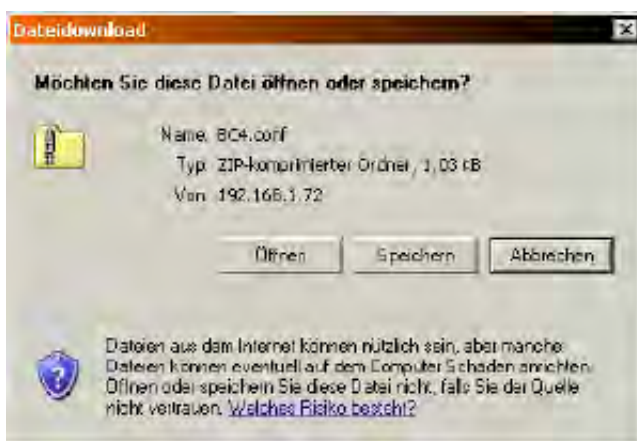 Dateidownload
Möchten Sie diese Datei öffnen oder speichern?
Name: BC4.conf
Typ: ZIP-komprimierter Ordner, 1,03 KB
Von: 192.168.1.72
Öffnen Speichern Abbrechen
Dateien aus dem Internet können nützlich sein, aber manche
Dateien können eventuell auf dem Computer Schaden anrichten.
Öffnen oder speichern Sie diese Datei nicht, falls Sie der Quelle
nicht vertrauen. Welches Risiko besteht?